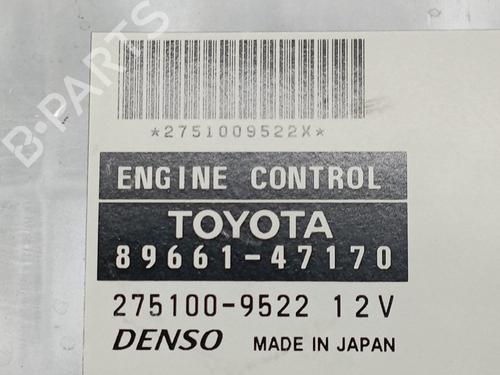 B-PARTS
*2751009522X*
ENGINE CONTROL
TOYOTA
89661-47170
275100-9522 12V
DENSO MADE IN JAPAN